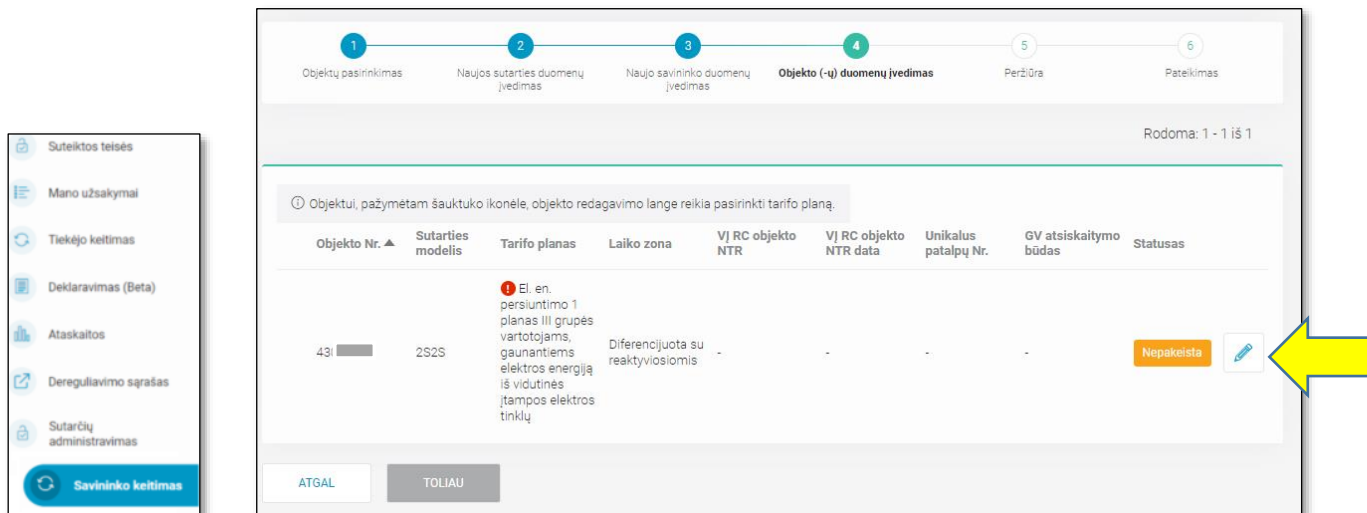 Suteiktos teisės
Mano užsakymai
Tiekėjo keitimas
Deklaravimas (Beta)
Ataskaitos
Dereguliavimo sąrašas
Sutarčių
administravimas
Savininko keitimas
1
2
3
4
5
6
Objektų pasirinkimas
Naujos sutarties duomenų
įvedimas
Naujo savininko duomenų
įvedimas
Objekto (-ų) duomenų įvedimas
Peržiūra
Pateikimas
Rodoma: 1 - 1 iš 1
Objektui, pažymėtam šauktuko ikonėle, objekto redagavimo lange reikia pasirinkti tarifo planą.
Objekto Nr. ▲
Sutarties
modelis
Tarifo planas
Laiko zona
VĮ RC objekto
NTR
VĮ RC objekto
NTR data
Unikalus
patalpų Nr.
GV atsiskaitymo
būdas
Statusas
43
2S2S
El. en.
persiuntimo 1
planas III grupės
vartotojams,
gaunantiems
elektros energiją
iš vidutinės
įtampos elektros
tinklų
Diferencijuota su
reaktyviosiomis
-
-
-
-
Nepakeista
ATGAL
TOLIAU